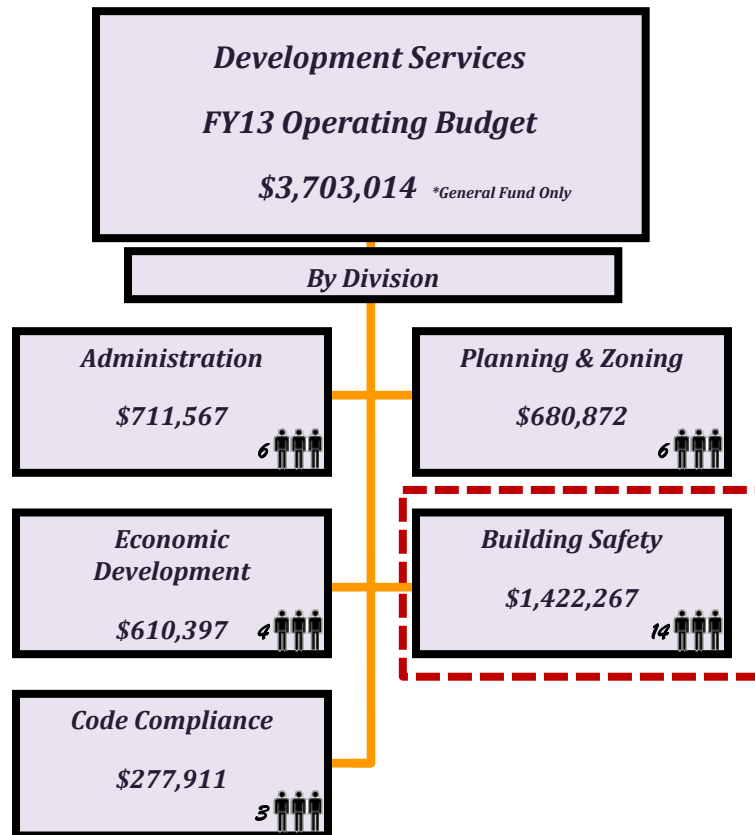 Development Services
FY13 Operating Budget
$3,703,014 *General Fund Only
By Division
Administration
$711,567
6
Planning & Zoning
$680,872
6
Economic
Development
$610,397
4
Building Safety
$1,422,267
14
Code Compliance
$277,911
3